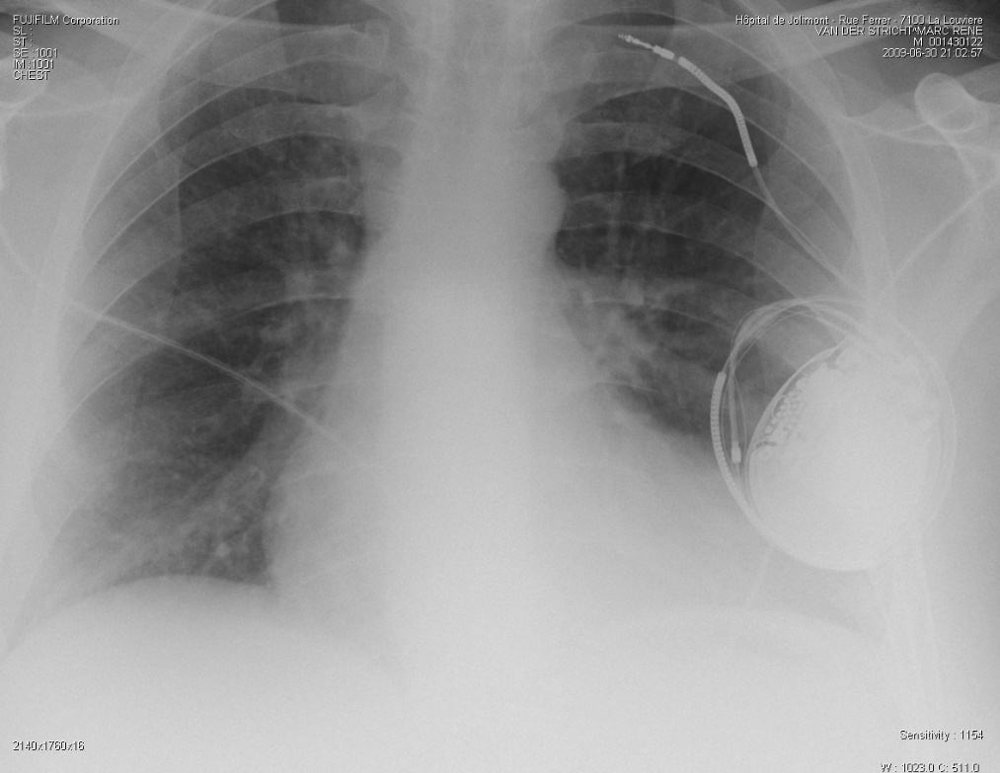 FUJIFILM Corporation
SL :
ST :
SE :1001
IM :1001
CHEST
Hôpital de Jolimont - Rue Ferrer - 7100 La Louviere
VAN DER STRICHT^MARC RENE
M 001430122
2009-06-30 21:02:57
2140x1760x16
Sensitivity : 1154
W : 1023.0 C: 511.0